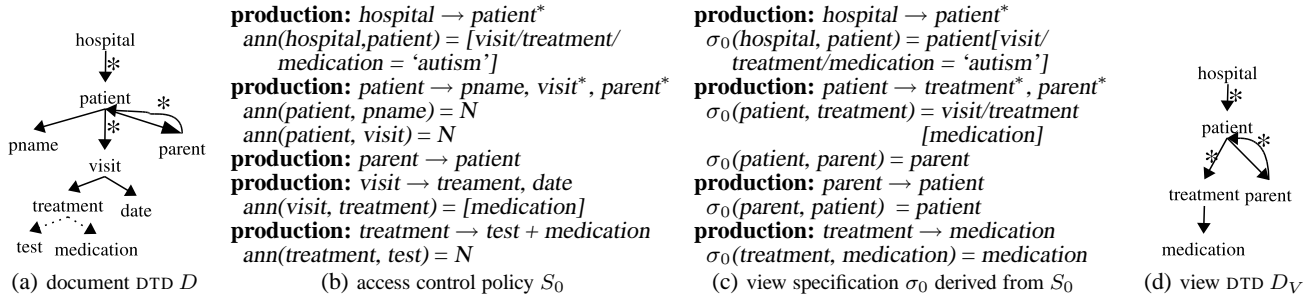 hospital
*
patient
*
*
pname
parent
visit
treatment
date
test
medication
(a) document DTD D
production: hospital → patient*
ann(hospital,patient) = [visit/treatment/
medication = ‘autism’]
production: patient → pname, visit*, parent*
ann(patient, pname) = N
ann(patient, visit) = N
production: parent → patient
production: visit → treament, date
ann(visit, treatment) = [medication]
production: treatment → test + medication
ann(treatment, test) = N
(b) access control policy S₀
production: hospital → patient*
σ₀(hospital, patient) = patient[visit/
treatment/medication = ‘autism’]
production: patient → treatment*, parent*
σ₀(patient, treatment) = visit/treatment
[medication]
σ₀(patient, parent) = parent
production: parent → patient
σ₀(parent, patient) = patient
production: treatment → medication
σ₀(treatment, medication) = medication
(c) view specification σ₀ derived from S₀
hospital
*
patient
*
*
treatment parent
medication
(d) view DTD D_V